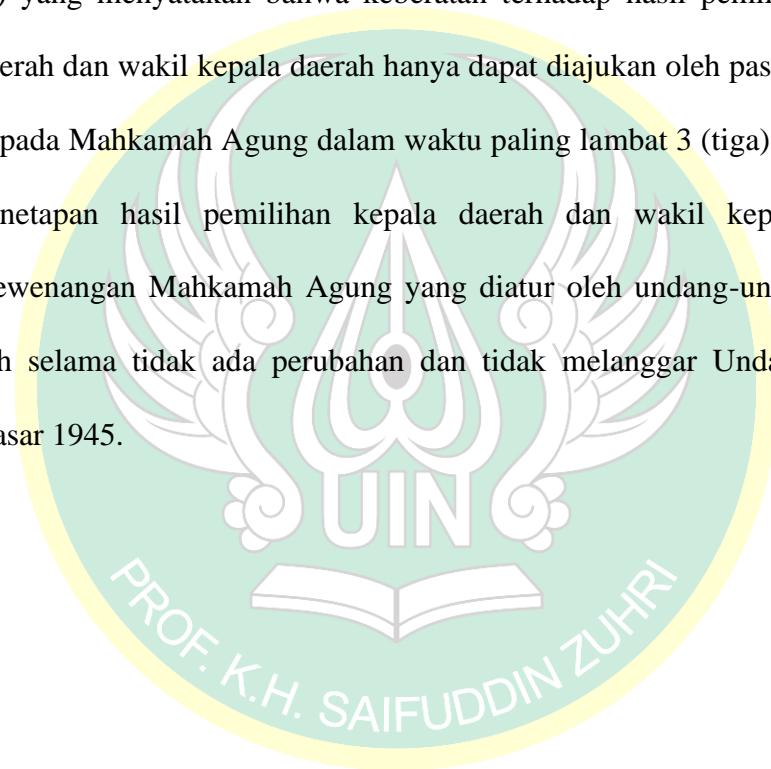 yang menyatakan bahwa keberatan terhadap hasil
erah dan wakil kepala daerah hanya dapat diajukan oleh pas
pada Mahkamah Agung dalam waktu paling lambat 3 (tiga)
netapan hasil pemilihan kepala daerah dan wakil kep
ewenangan Mahkamah Agung yang diatur oleh undang-un
h selama tidak ada perubahan dan tidak melanggar Unda
asar 1945.
UIN
PROF. K.H. SAIFUDDIN ZUHRI